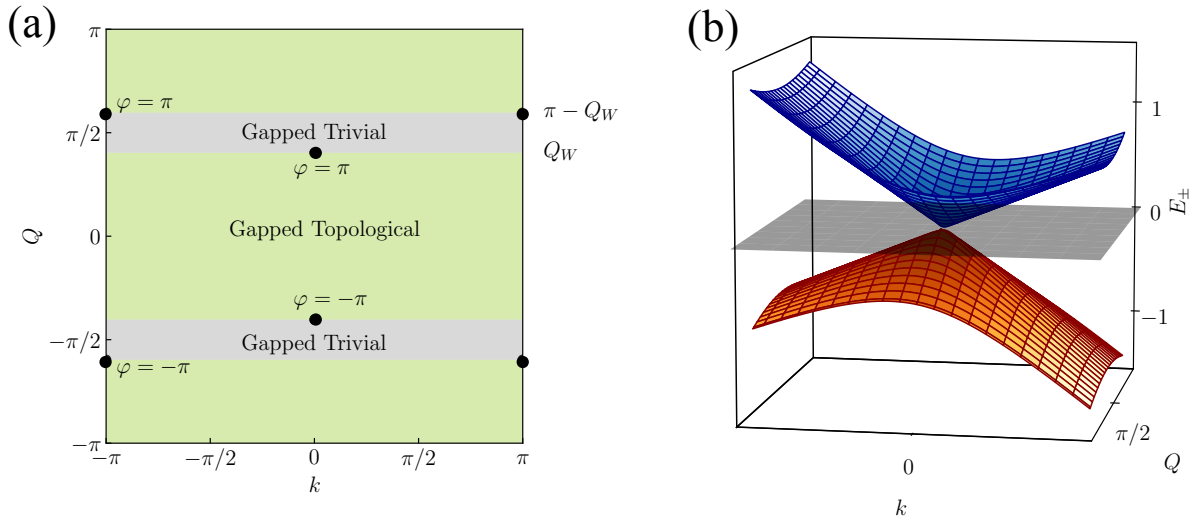 (a)
π
φ = π
π − Q_W
π/2
Gapped Trivial
Q_W
φ = π
Q
0
Gapped Topological
φ = −π
−π/2
Gapped Trivial
φ = −π
−π
−π
−π/2
0
π/2
π
k
(b)
1
0
E_±
−1
π/2
0
Q
k